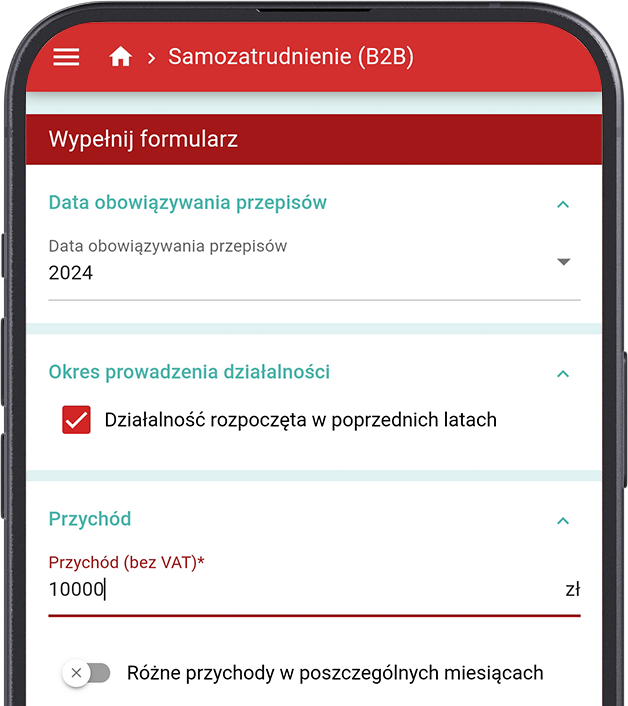 Samozatrudnienie (B2B)
Wypełnij formularz
Data obowiązywania przepisów
Data obowiązywania przepisów
2024
Okres prowadzenia działalności
Działalność rozpoczęta w poprzednich latach
Przychód
Przychód (bez VAT)*
10000 zł
Różne przychody w poszczególnych miesiącach